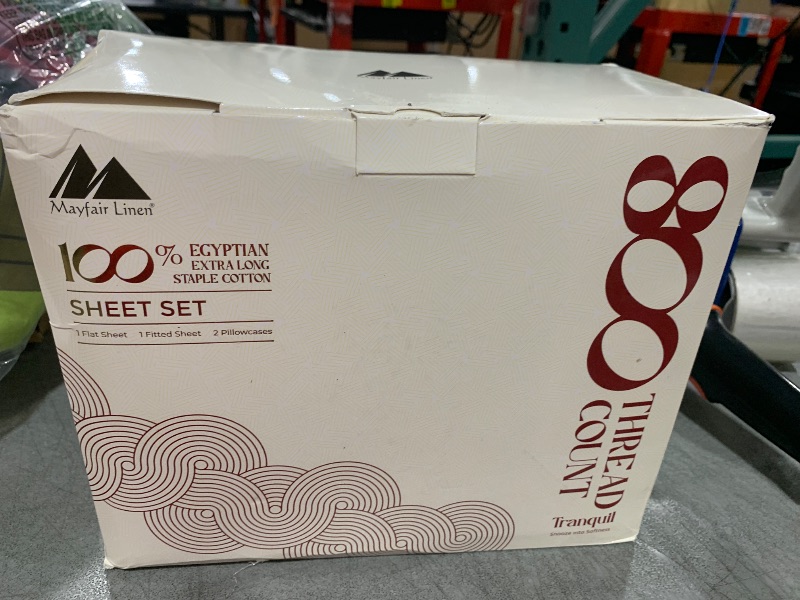 Mayfair Linen®
100% EGYPTIAN
EXTRA LONG
STAPLE COTTON
SHEET SET
1 Flat Sheet 1 Fitted Sheet 2 Pillowcases
800
THREAD
COUNT
Tranquil